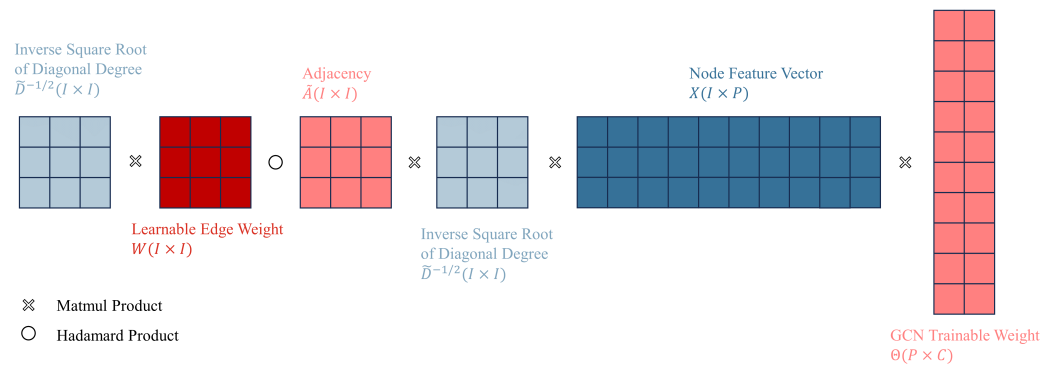 Inverse Square Root
of Diagonal Degree
D̃⁻¹/²(I × I)
Adjacency
Ā(I × I)
Node Feature Vector
X(I × P)
Learnable Edge Weight
W(I × I)
Inverse Square Root
of Diagonal Degree
D̃⁻¹/²(I × I)
Matmul Product
Hadamard Product
GCN Trainable Weight
Θ(P × C)